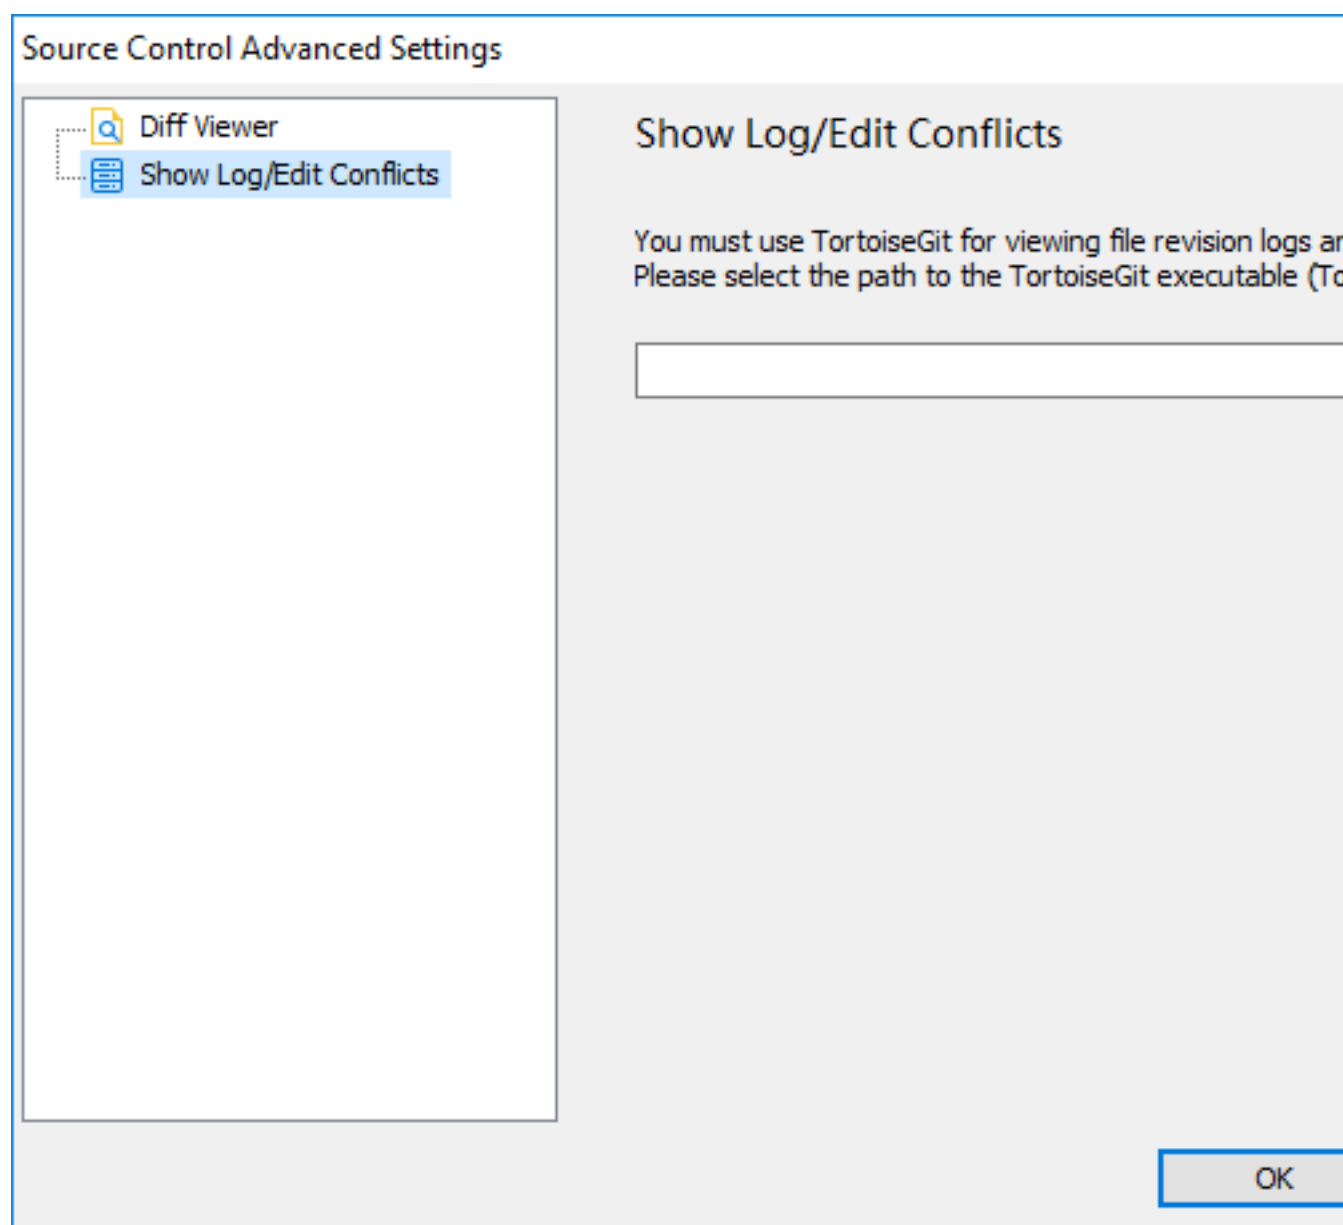 Source Control Advanced Settings
Diff Viewer
Show Log/Edit Conflicts
Show Log/Edit Conflicts
You must use TortoiseGit for viewing file revision logs
Please select the path to the TortoiseGit executable
OK